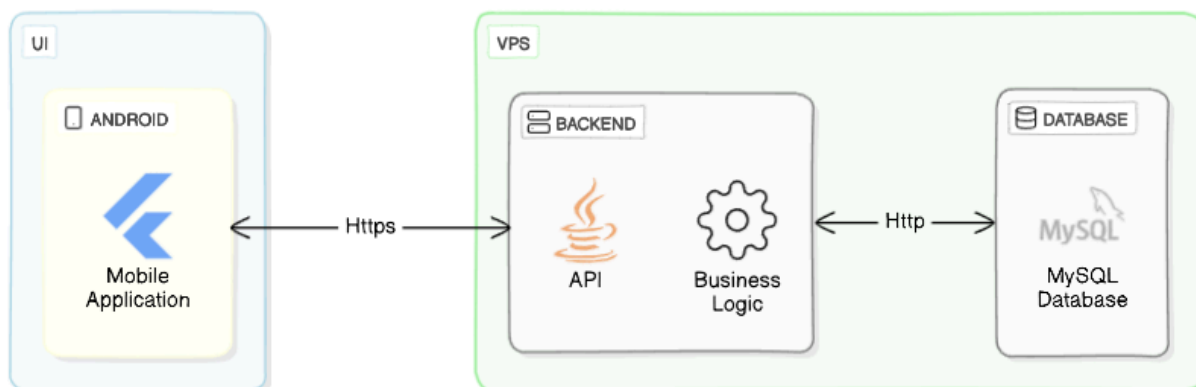 UI
ANDROID
Mobile
Application
Https
VPS
BACKEND
API
Business
Logic
Http
DATABASE
MySQL
MySQL
Database